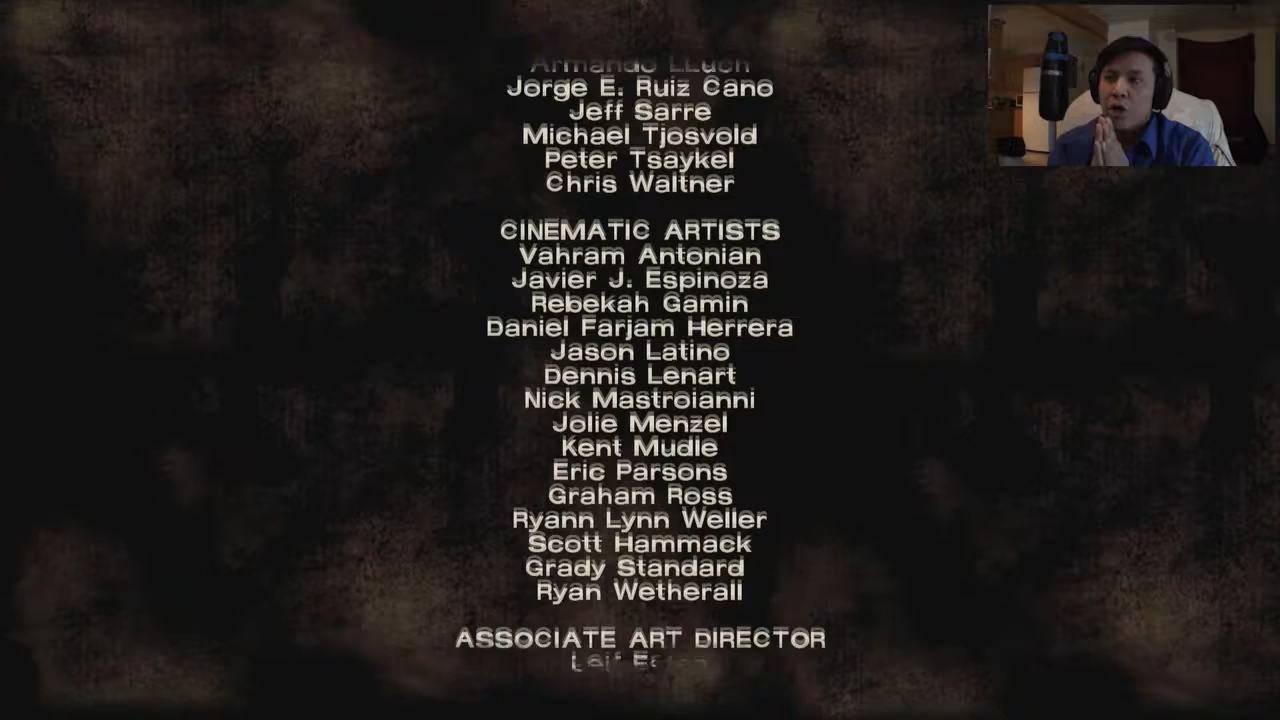 Armando LLuch
Jorge E. Ruiz Cano
Jeff Sarre
Michael Tjosvold
Peter Tsaykel
Chris Waltner
CINEMATIC ARTISTS
Vahram Antonian
Javier J. Espinoza
Rebekah Gamin
Daniel Farjam Herrera
Jason Latino
Dennis Lenart
Nick Mastroianni
Jolie Menzel
Kent Mudle
Eric Parsons
Graham Ross
Ryann Lynn Weller
Scott Hammack
Grady Standard
Ryan Wetherall
ASSOCIATE ART DIRECTOR